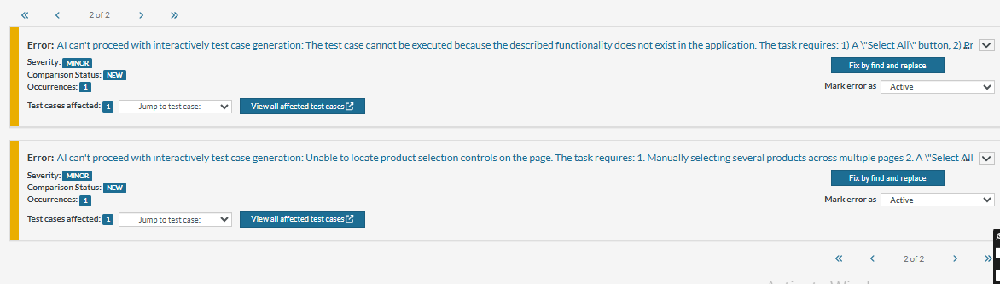 « ‹ 2 of 2 › »
Error: AI can't proceed with interactively test case generation: The test case cannot be executed because the described functionality does not exist in the application. The task requires: 1) A \"Select All\" button, 2)
Severity: MINOR
Fix by find and replace
Comparison Status: NEW
Occurrences: 1
Mark error as Active
Test cases affected: 1 Jump to test case: View all affected test cases
Error: AI can't proceed with interactively test case generation: Unable to locate product selection controls on the page. The task requires: 1. Manually selecting several products across multiple pages 2. A \"Select All
Severity: MINOR
Fix by find and replace
Comparison Status: NEW
Occurrences: 1
Mark error as Active
Test cases affected: 1 Jump to test case: View all affected test cases
« ‹ 2 of 2 › »